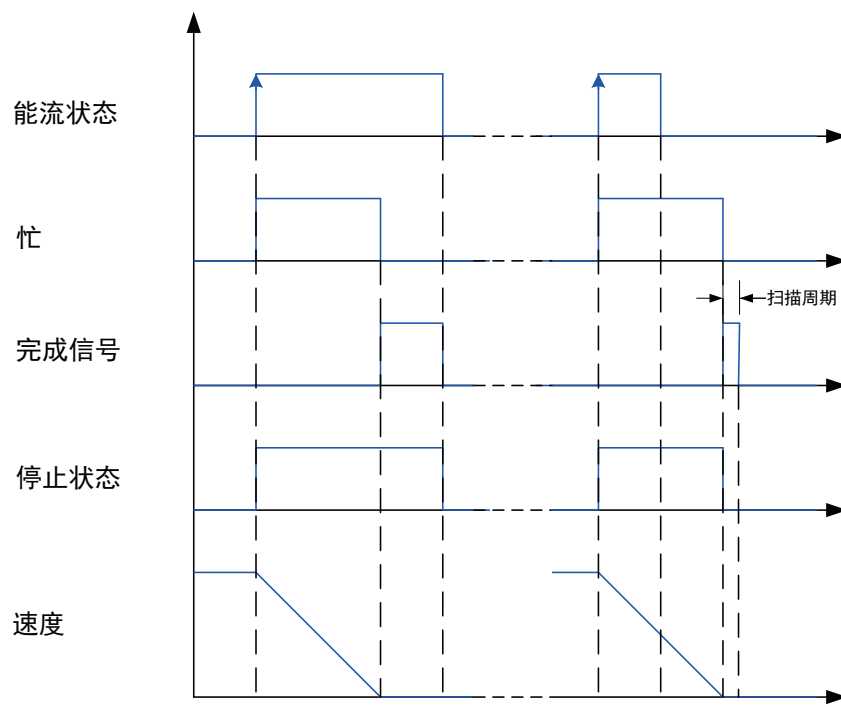 能流状态
忙
扫描周期
完成信号
停止状态
速度